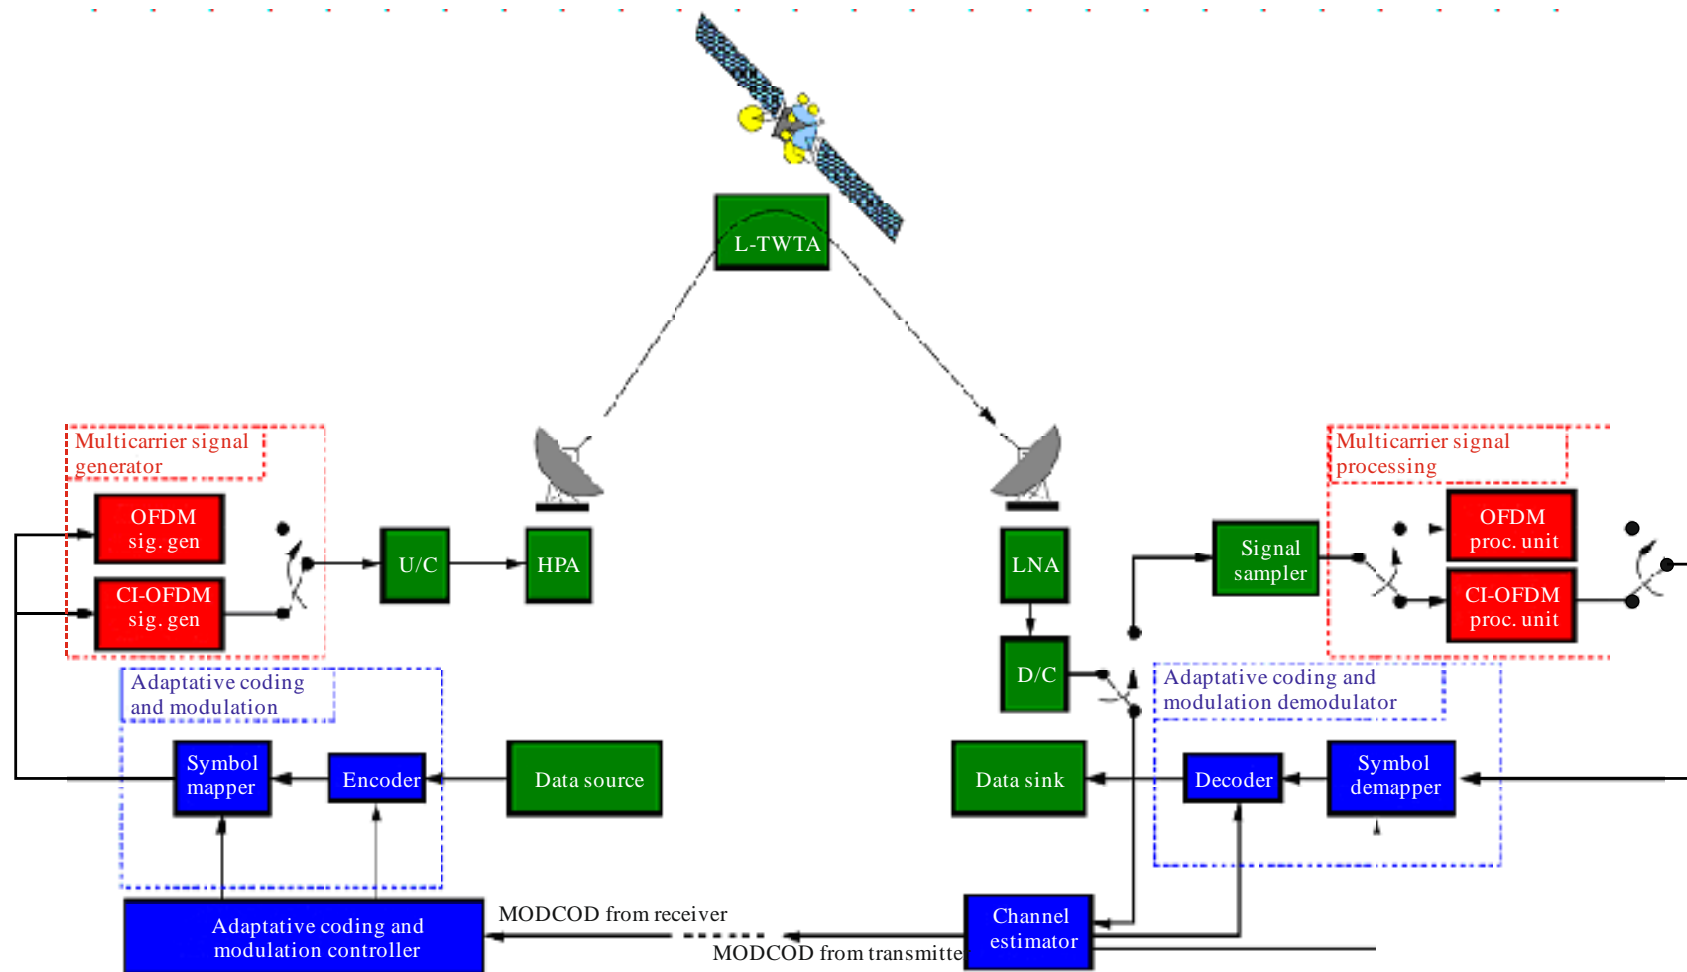 L-TWTA
Multicarrier signal
generator
OFDM
sig. gen
CI-OFDM
sig. gen
U/C
HPA
LNA
D/C
Signal
sampler
Multicarrier signal
processing
OFDM
proc. unit
CI-OFDM
proc. unit
Adaptative coding
and modulation
Symbol
mapper
Encoder
Data source
Adaptative coding and
modulation demodulator
Data sink
Decoder
Symbol
demapper
Adaptative coding and
modulation controller
MODCOD from receiver
MODCOD from transmitte
Channel
estimator